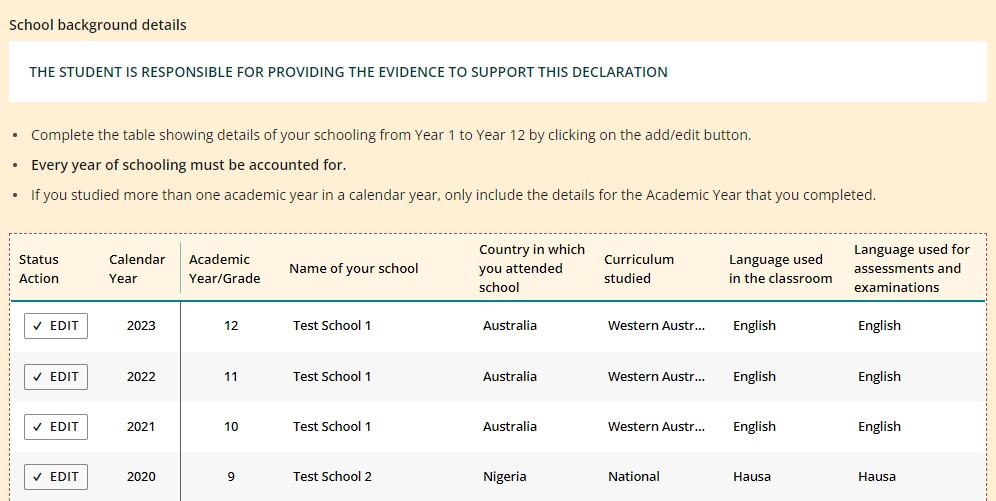 School background details
THE STUDENT IS RESPONSIBLE FOR PROVIDING THE EVIDENCE TO SUPPORT THIS DECLARATION
• Complete the table showing details of your schooling from Year 1 to Year 12 by clicking on the add/edit button.
• Every year of schooling must be accounted for.
• If you studied more than one academic year in a calendar year, only include the details for the Academic Year that you completed.
Status Action
Calendar Year
Academic Year/Grade
Name of your school
Country in which you attended school
Curriculum studied
Language used in the classroom
Language used for assessments and examinations
✓ EDIT 2023 12 Test School 1 Australia Western Austr... English English
✓ EDIT 2022 11 Test School 1 Australia Western Austr... English English
✓ EDIT 2021 10 Test School 1 Australia Western Austr... English English
✓ EDIT 2020 9 Test School 2 Nigeria National Hausa Hausa